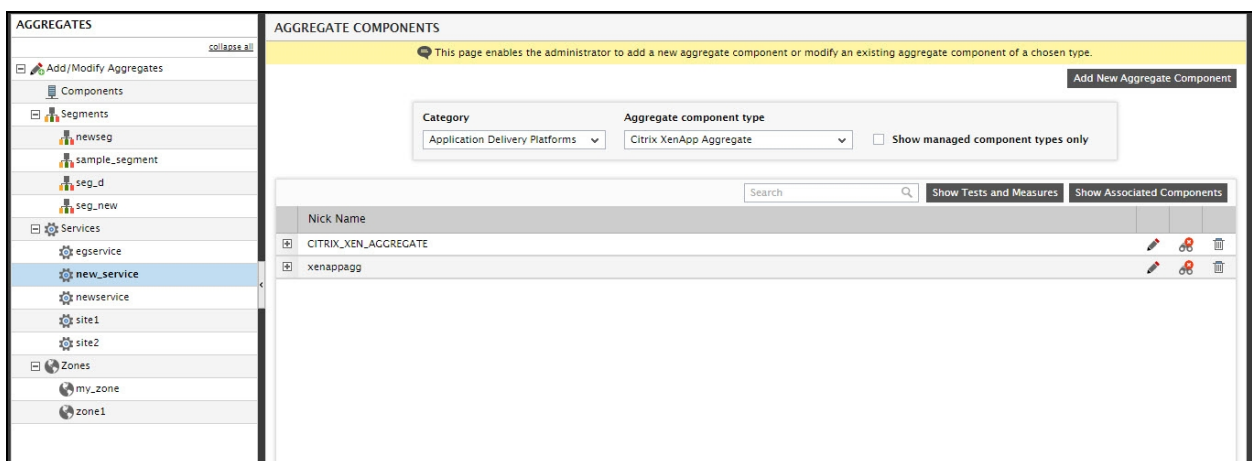 AGGREGATES
collapse all
Add/Modify Aggregates
Components
Segments
newseg
sample_segment
seg_d
seg_new
Services
egservice
new_service
newservice
site1
site2
Zones
my_zone
zone1
AGGREGATE COMPONENTS
This page enables the administrator to add a new aggregate component or modify an existing aggregate component of a chosen type.
Add New Aggregate Component
Category Aggregate component type
Application Delivery Platforms Citrix XenApp Aggregate Show managed component types only
Search Show Tests and Measures Show Associated Components
Nick Name
CITRIX_XEN_AGGREGATE
xenappagg